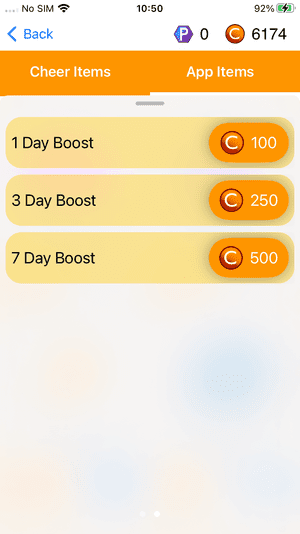 No SIM 10:50 92%
Back P 0 C 6174
Cheer Items App Items
1 Day Boost C 100
3 Day Boost C 250
7 Day Boost C 500